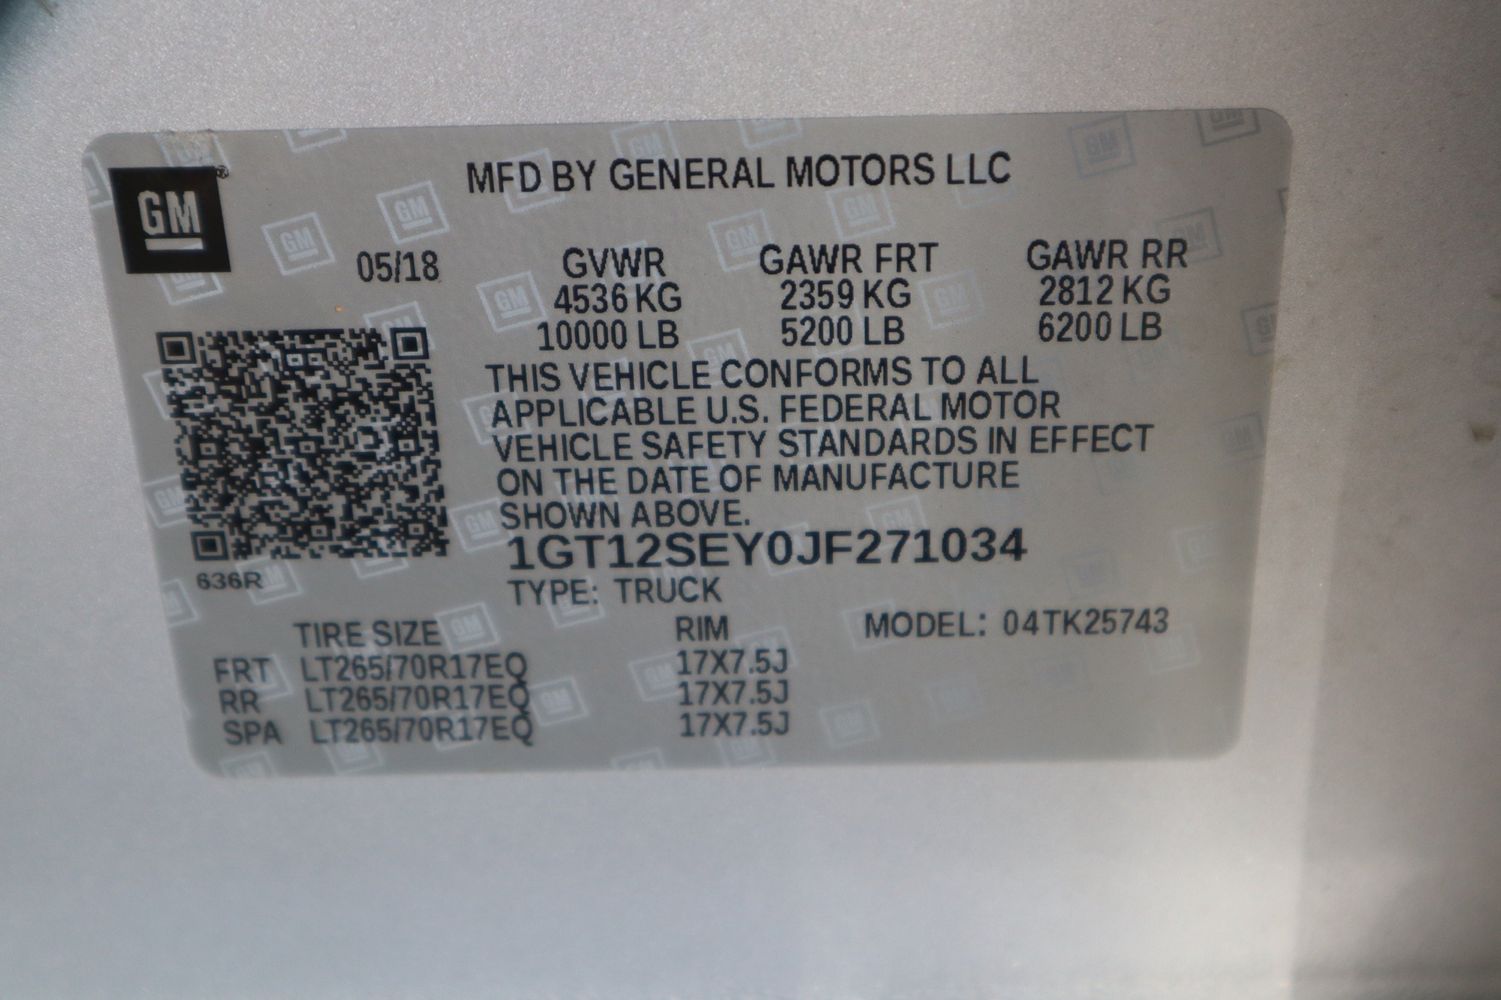 GM
MFD BY GENERAL MOTORS LLC
05/18 GVWR GAWR FRT GAWR RR
4536 KG 2359 KG 2812 KG
10000 LB 5200 LB 6200 LB
THIS VEHICLE CONFORMS TO ALL
APPLICABLE U.S. FEDERAL MOTOR
VEHICLE SAFETY STANDARDS IN EFFECT
ON THE DATE OF MANUFACTURE
SHOWN ABOVE.
1GT12SEY0JF271034
636R
TYPE: TRUCK
TIRE SIZE RIM MODEL: 04TK25743
FRT LT265/70R17EQ 17X7.5J
RR LT265/70R17EQ 17X7.5J
SPA LT265/70R17EQ 17X7.5J